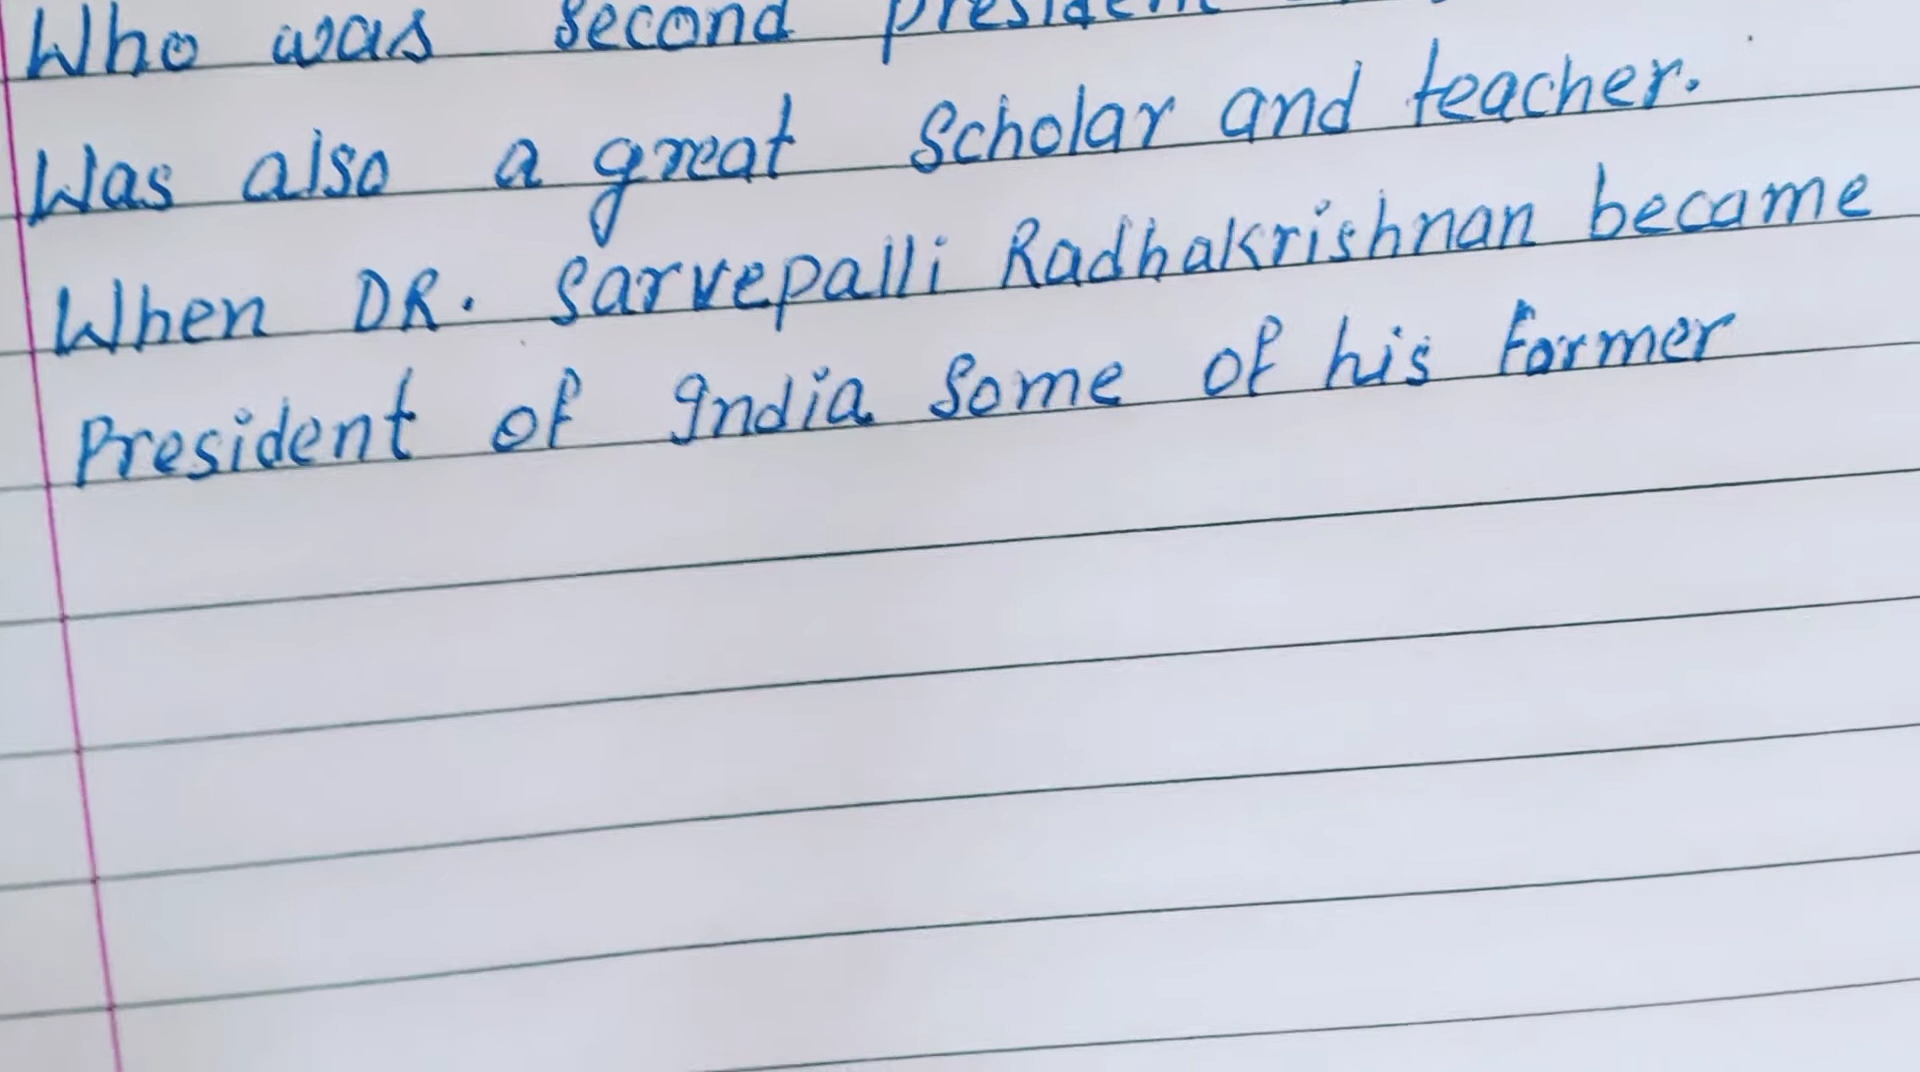 Who was second president
Was also a great Scholar and teacher.
When DR. Sarvepalli Radhakrishnan became
President of India Some of his former